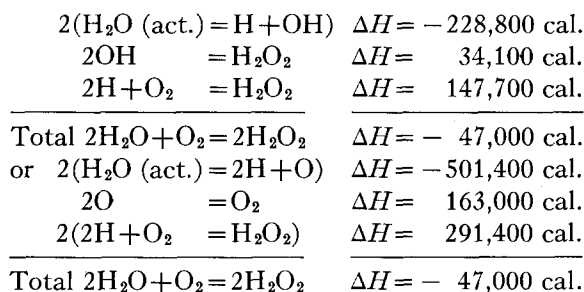 2(H₂O (act.)=H+OH) ΔH= −228,800 cal.
2OH =H₂O₂ ΔH= 34,100 cal.
2H+O₂ =H₂O₂ ΔH= 147,700 cal.
Total 2H₂O+O₂=2H₂O₂ ΔH= − 47,000 cal.
or 2(H₂O (act.)=2H+O) ΔH= −501,400 cal.
2O =O₂ ΔH= 163,000 cal.
2(2H+O₂ =H₂O₂) ΔH= 291,400 cal.
Total 2H₂O+O₂=2H₂O₂ ΔH= − 47,000 cal.